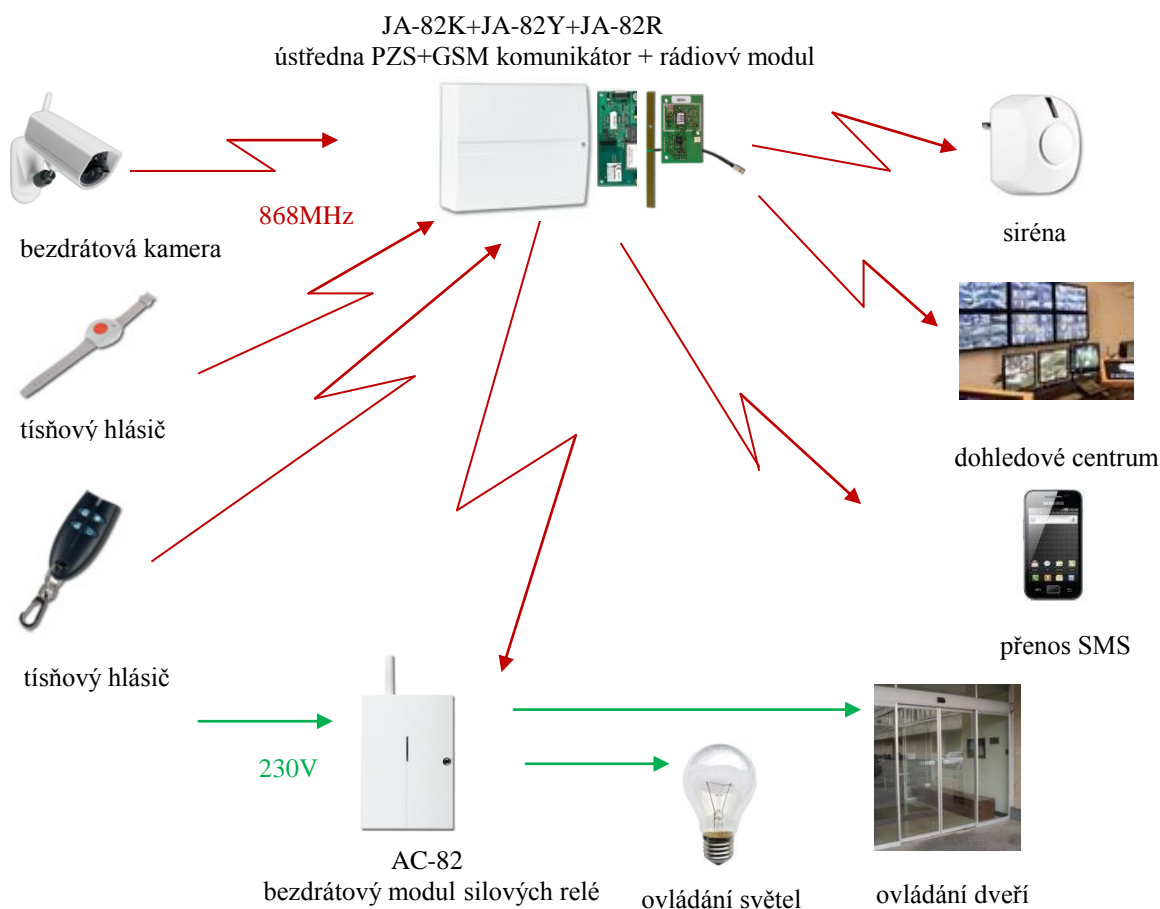 JA-82K+JA-82Y+JA-82R
ústředna PZS+GSM komunikátor + rádiový modul
868MHz
bezdrátová kamera
siréna
tísňový hlásič
dohledové centrum
přenos SMS
tísňový hlásič
230V
AC-82
bezdrátový modul silových relé
ovládání světel
ovládání dveří